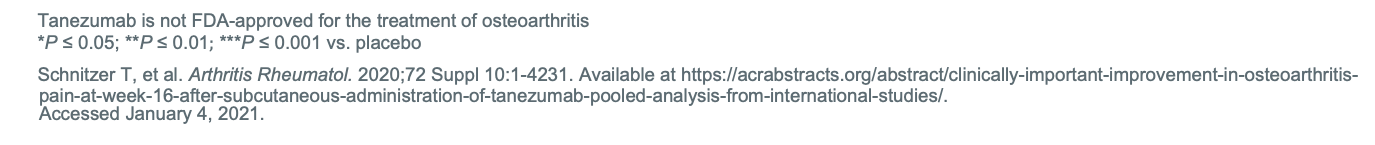 Tanezumab is not FDA-approved for the treatment of osteoarthritis
*P ≤ 0.05; **P ≤ 0.01; ***P ≤ 0.001 vs. placebo
Schnitzer T, et al. Arthritis Rheumatol. 2020;72 Suppl 10:1-4231. Available at https://acrabstracts.org/abstract/clinically-important-improvement-in-osteoarthritis-
pain-at-week-16-after-subcutaneous-administration-of-tanezumab-pooled-analysis-from-international-studies/.
Accessed January 4, 2021.